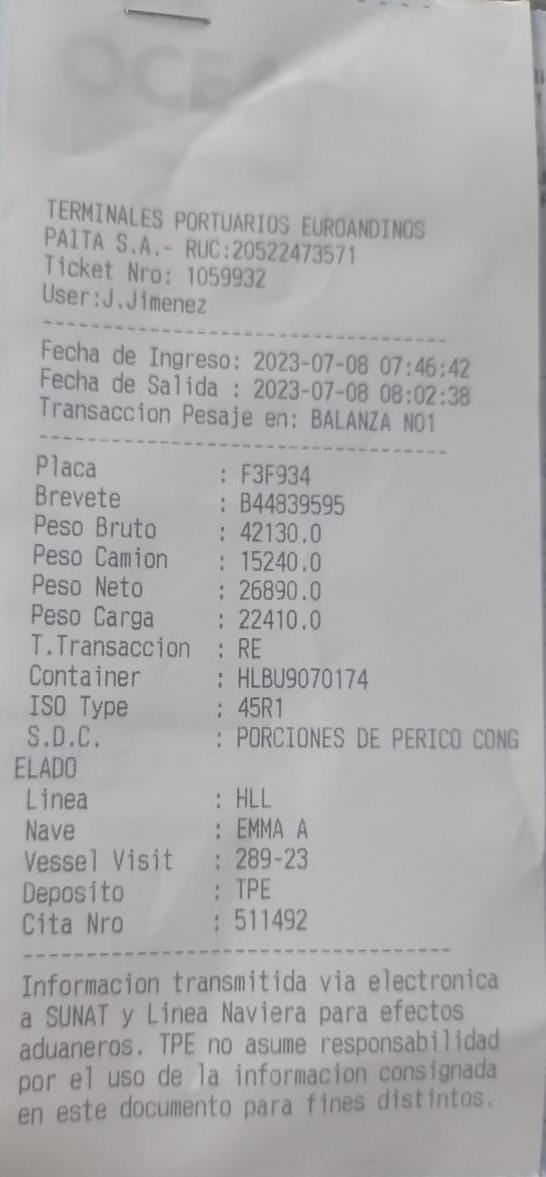 TERMINALES PORTUARIOS EUROANDINOS
PAITA S.A.- RUC:20522473571
Ticket Nro: 1059932
User:J.Jimenez
Fecha de Ingreso: 2023-07-08 07:46:42
Fecha de Salida : 2023-07-08 08:02:38
Transaccion Pesaje en: BALANZA NO1
Placa : F3F934
Brevete : B44839595
Peso Bruto : 42130.0
Peso Camion : 15240.0
Peso Neto : 26890.0
Peso Carga : 22410.0
T.Transaccion : RE
Container : HLBU9070174
ISO Type : 45R1
S.D.C. : PORCIONES DE PERICO CONG
ELADO
Linea : HLL
Nave : EMMA A
Vessel Visit : 289-23
Deposito : TPE
Cita Nro : 511492
Informacion transmitida via electronica
a SUNAT y Linea Naviera para efectos
aduaneros. TPE no asume responsabilidad
por el uso de la informacion consignada
en este documento para fines distintos.